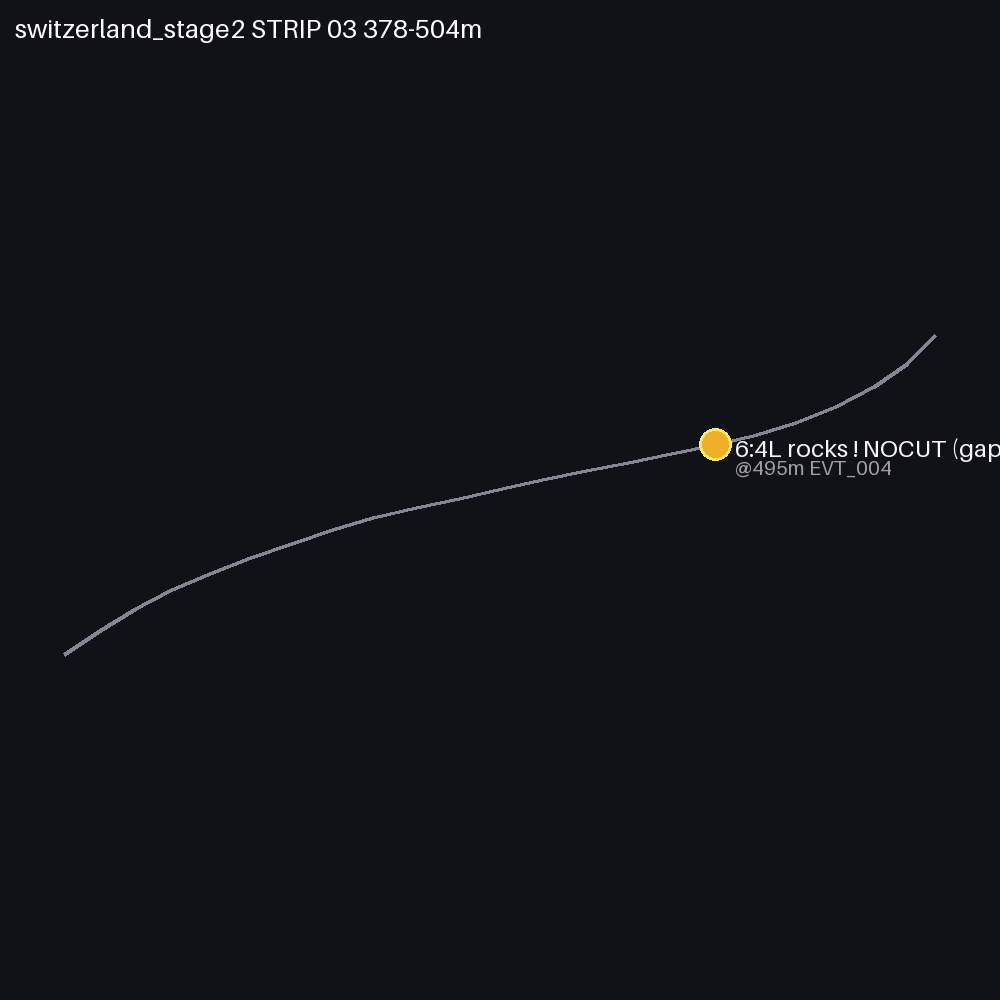 switzerland_stage2 STRIP 03 378-504m
6:4L rocks ! NOCUT (gap
@495m EVT_004